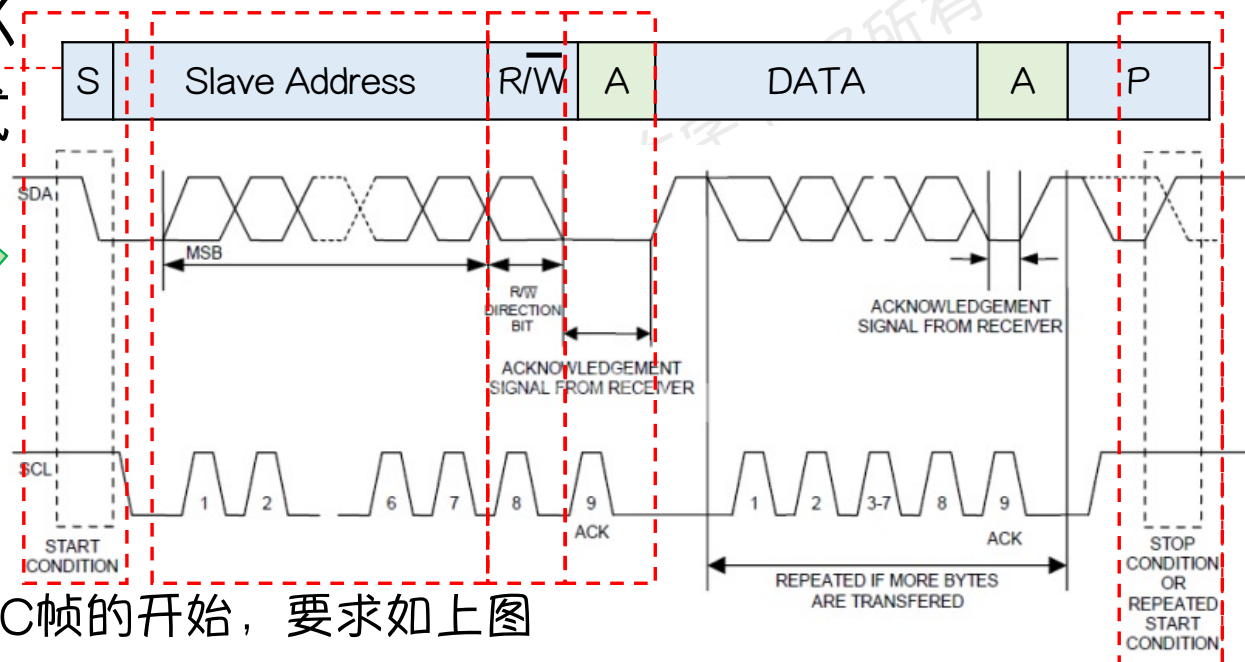 S Slave Address R/W A DATA A P
SDA
MSB
R/W
DIRECTION
BIT
ACKNOWLEDGEMENT
SIGNAL FROM RECEIVER
ACKNOWLEDGEMENT
SIGNAL FROM RECEIVER
SCL
1 2 6 7 8 9 1 2 3-7 8 9
ACK ACK
START
CONDITION
REPEATED IF MORE BYTES
ARE TRANSFERED
STOP
CONDITION
OR
REPEATED
START
CONDITION
C帧的开始，要求如上图